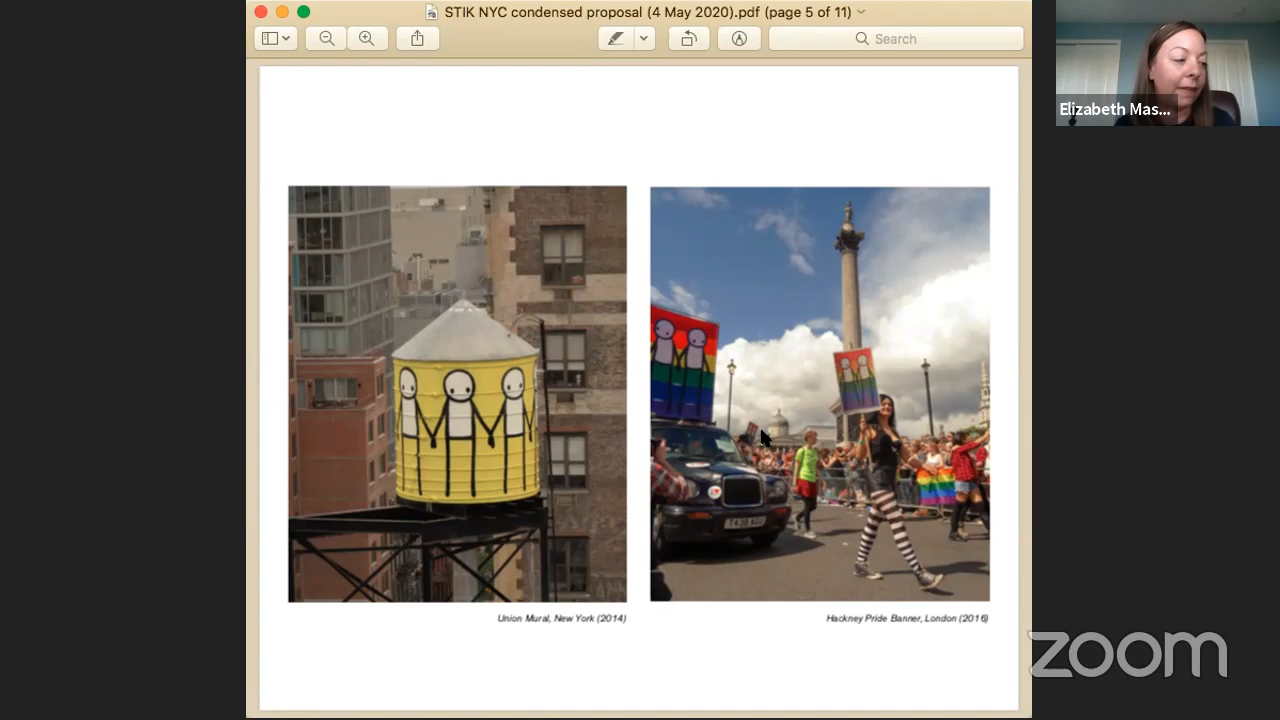 STIK NYC condensed proposal (4 May 2020).pdf (page 5 of 11)
Search
Elizabeth Mas...
Union Mural, New York (2014)
Hackney Pride Banner, London (2016)
zoom